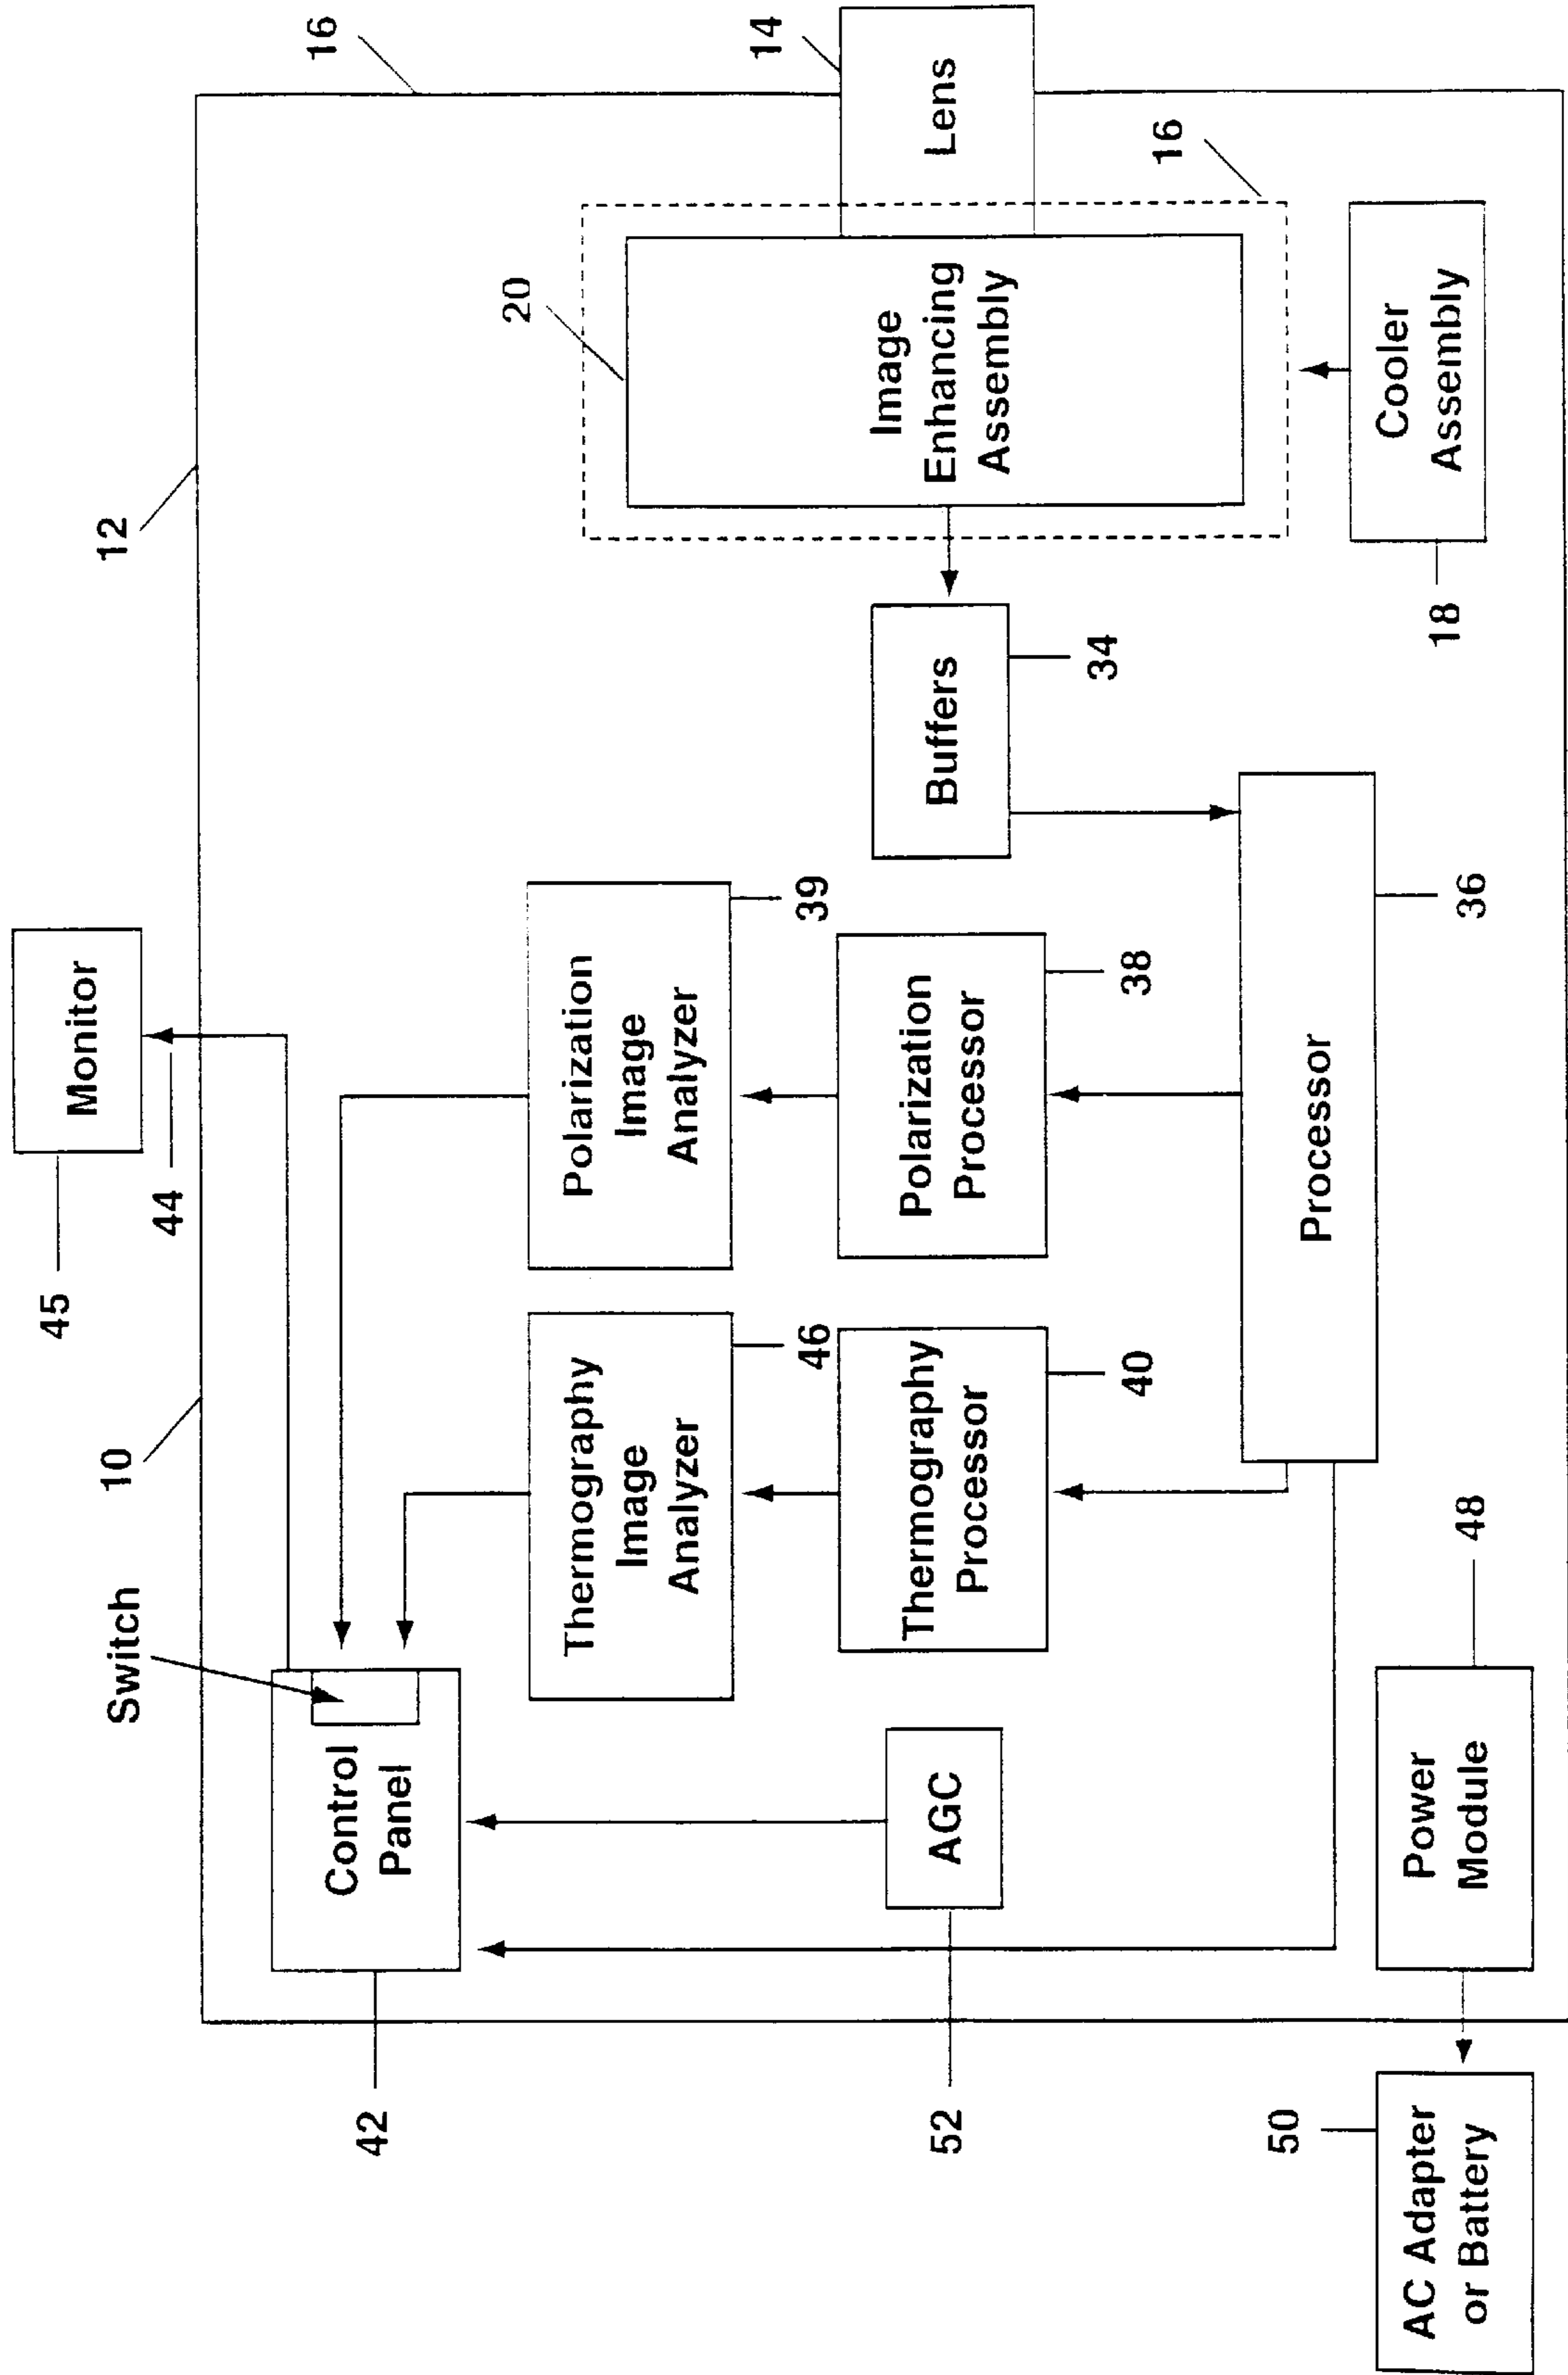 Monitor
45
44
10
12
16
Switch
Control
Panel
42
Thermography
Image
Analyzer
46
Polarization
Image
Analyzer
39
20
Image
Enhancing
Assembly
14
Lens
16
AGC
52
Thermography
Processor
40
Polarization
Processor
38
Buffers
34
Processor
36
Cooler
Assembly
18
Power
Module
48
50
AC Adapter
or Battery